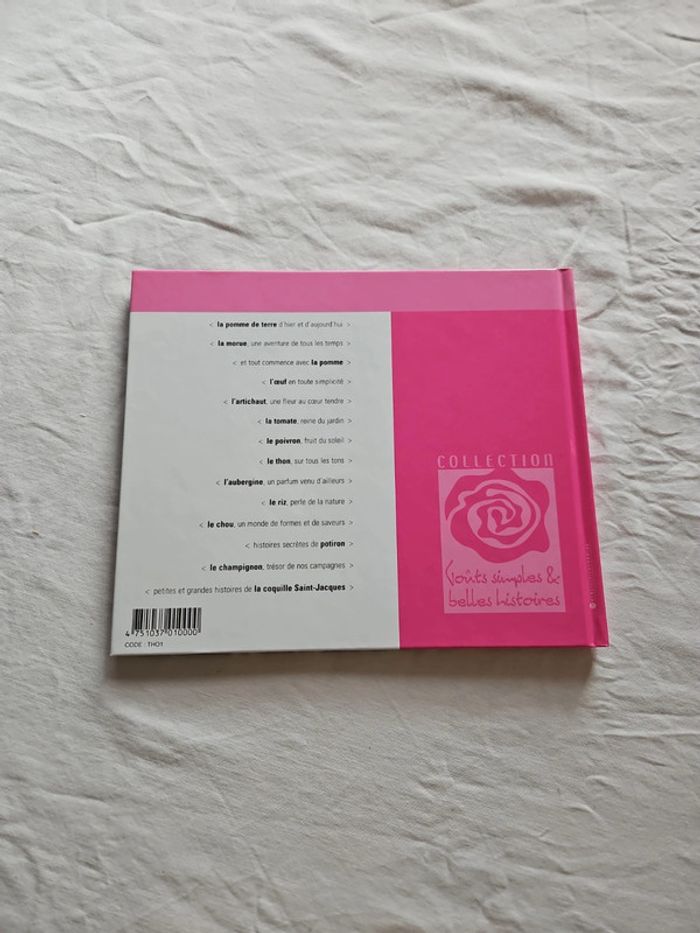 < la pomme de terre d'hier et d'aujourd'hui >
< la morue, une aventure de tous les temps >
< et tout commence avec la pomme >
< l'œuf en toute simplicité >
< l'artichaut, une fleur au cœur tendre >
< la tomate, reine du jardin >
< le poivron, fruit du soleil >
< le thon, sur tous les tons >
< l'aubergine, un parfum venu d'ailleurs >
< le riz, perle de la nature >
< le chou, un monde de formes et de saveurs >
< histoires secrètes de potiron >
< le champignon, trésor de nos campagnes >
< petites et grandes histoires de la coquille Saint-Jacques >
4 751037 010000
CODE : THO1
COLLECTION
Goûts simples &
belles histoires